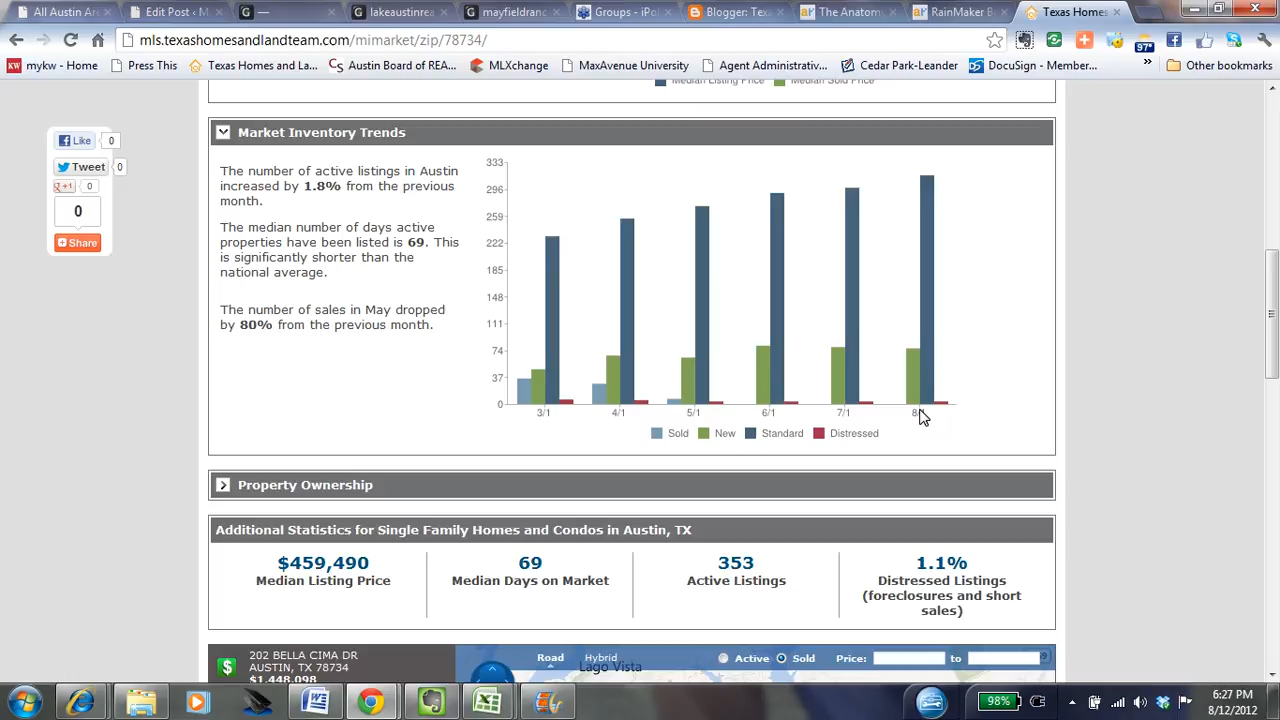 All Austin Ar
Edit Post ‹ M
—
lakeaustinrea
mayfieldranc
Groups - iPol
Blogger: Texa
The Anatomy
RainMaker B
Texas Homes
mls.texashomesandlandteam.com/mimarket/zip/78734/
97°
mykw - Home
Press This
Texas Homes and La...
Austin Board of REA...
MLXchange
MaxAvenue University
Agent Administrativ...
Cedar Park-Leander
DocuSign - Member...
Other bookmarks
Median Listing Price
Median Sold Price
Like 0
Tweet 0
+1 0
0
Share
Market Inventory Trends
The number of active listings in Austin
increased by 1.8% from the previous
month.
The median number of days active
properties have been listed is 69. This
is significantly shorter than the
national average.
The number of sales in May dropped
by 80% from the previous month.
333
296
259
222
185
148
111
74
37
0
3/1 4/1 5/1 6/1 7/1
Sold New Standard Distressed
Property Ownership
Additional Statistics for Single Family Homes and Condos in Austin, TX
$459,490
Median Listing Price
69
Median Days on Market
353
Active Listings
1.1%
Distressed Listings
(foreclosures and short
sales)
202 BELLA CIMA DR
AUSTIN, TX 78734
$1,448,098
Road Hybrid
Lago Vista
Active Sold Price: to
98%
6:27 PM
8/12/2012